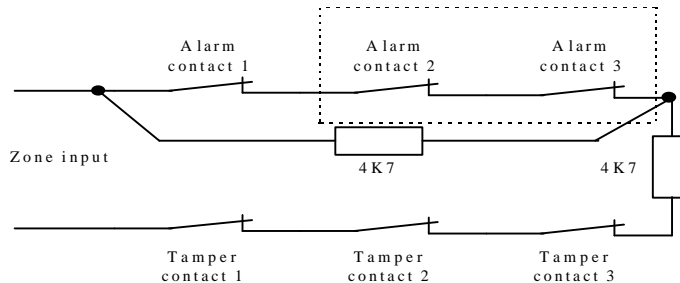 Alarm
contact 1
Alarm
contact 2
Alarm
contact 3
Zone input
4K7
4K7
Tamper
contact 1
Tamper
contact 2
Tamper
contact 3